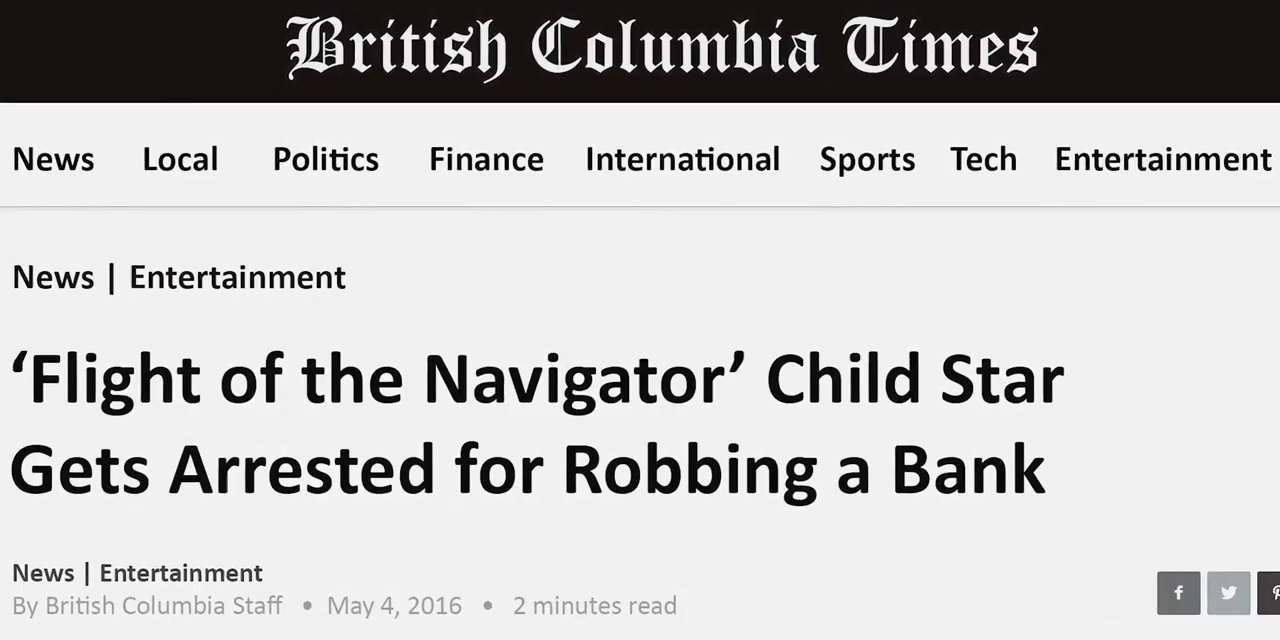 British Columbia Times
News Local Politics Finance International Sports Tech Entertainment
News | Entertainment
‘Flight of the Navigator’ Child Star
Gets Arrested for Robbing a Bank
News | Entertainment
By British Columbia Staff • May 4, 2016 • 2 minutes read